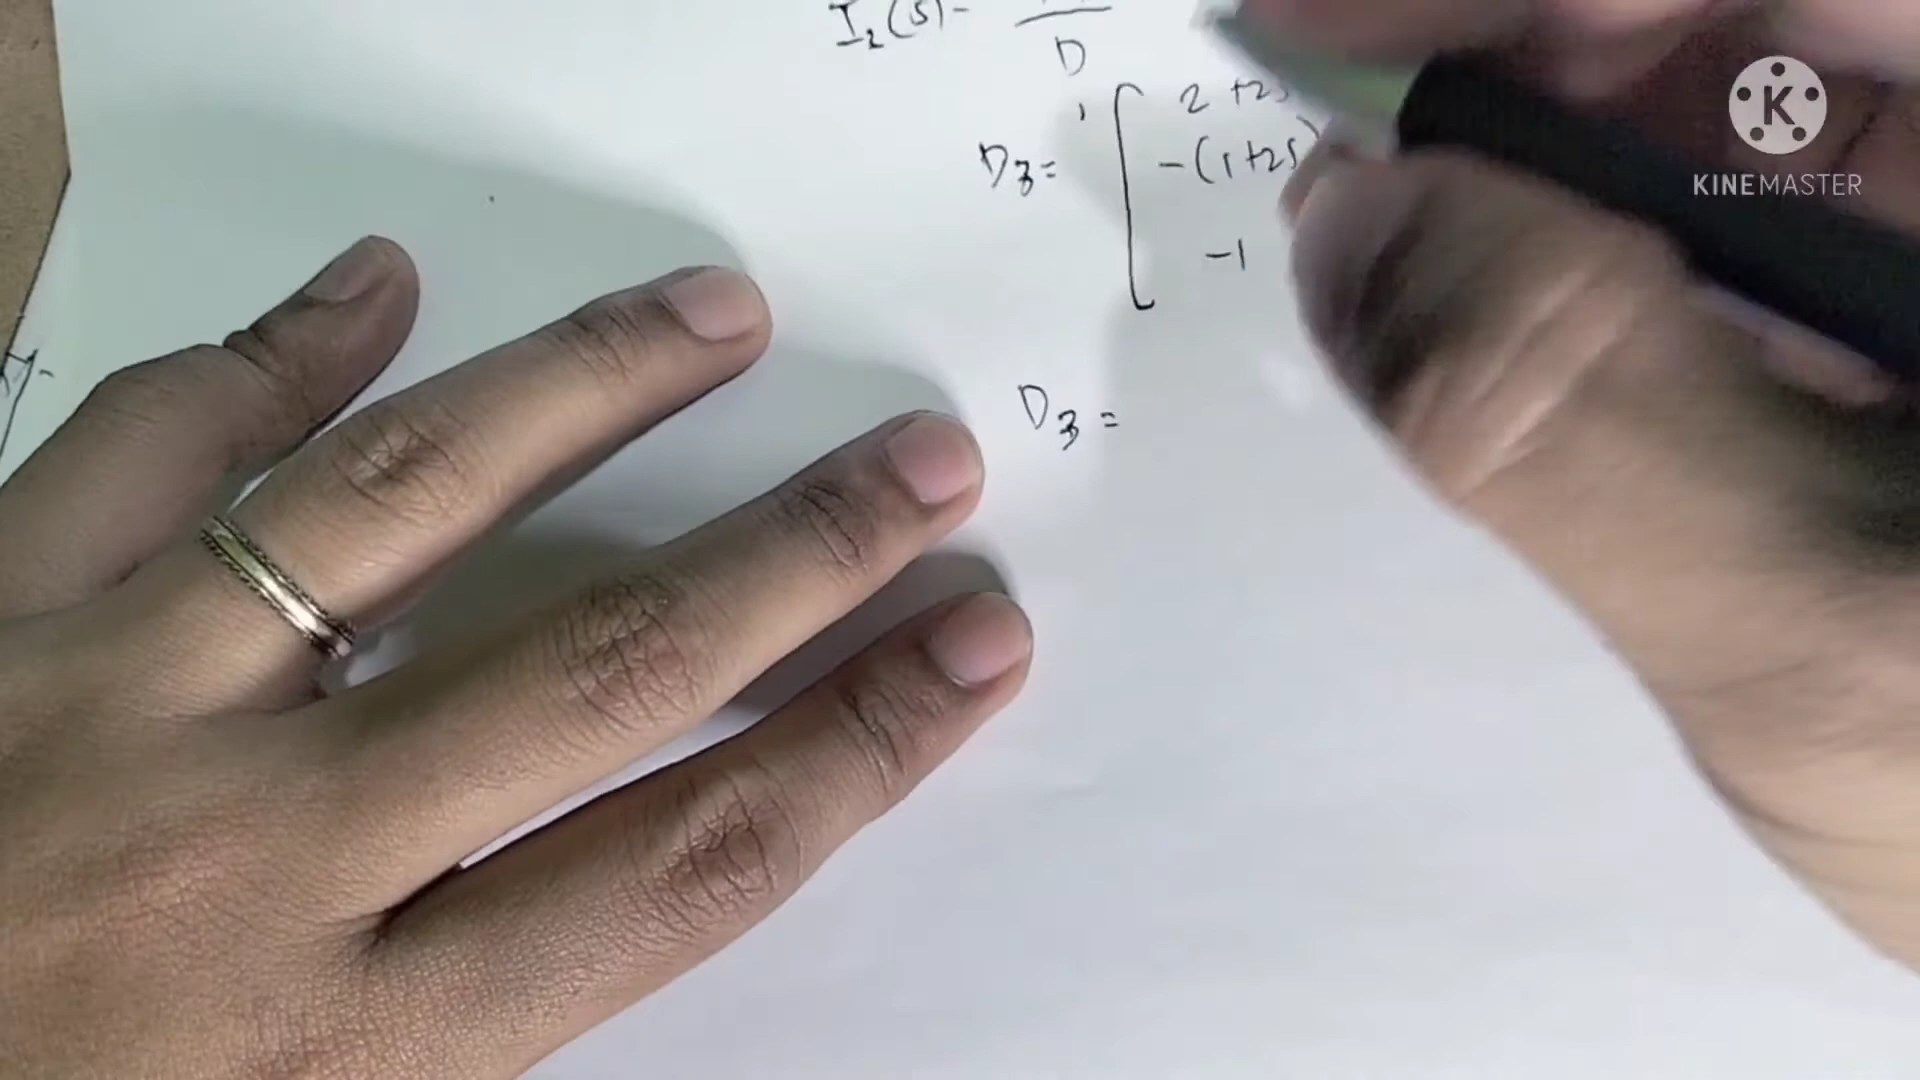 I₂(s) =
D
2 + 2s
D₃ = -(1+2s)
-1
D₃ =
K
KINEMASTER